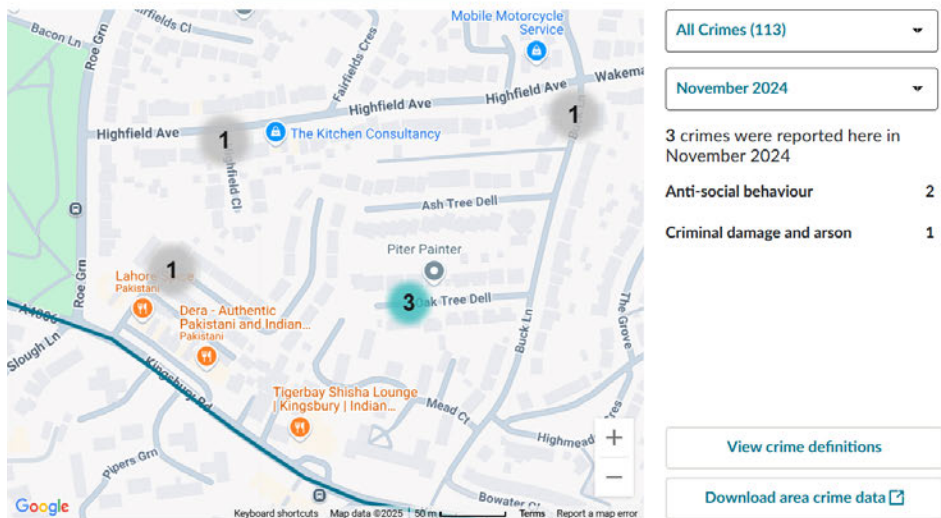 Bacon Ln
Roe Grn
rfields Cl
Fairfields Cres
Mobile Motorcycle
Service
Highfield Ave
Wakema
Highfield Ave
1
The Kitchen Consultancy
1
hfield Cl
Ash Tree Dell
Piter Painter
1
Lahore
Pakistani
3
Oak Tree Dell
Roe Grn
A4006
Slough Ln
Dera - Authentic
Pakistani and Indian...
Pakistani
Buck Ln
The Grove
Kingsbury Rd
Tigerbay Shisha Lounge
| Kingsbury | Indian...
Mead Ct
Highmead
res
Pipers Grn
Bowater
+
−
Google
Keyboard shortcuts
Map data ©2025
50 m
Terms
Report a map error
All Crimes (113)
November 2024
3 crimes were reported here in
November 2024
Anti-social behaviour 2
Criminal damage and arson 1
View crime definitions
Download area crime data